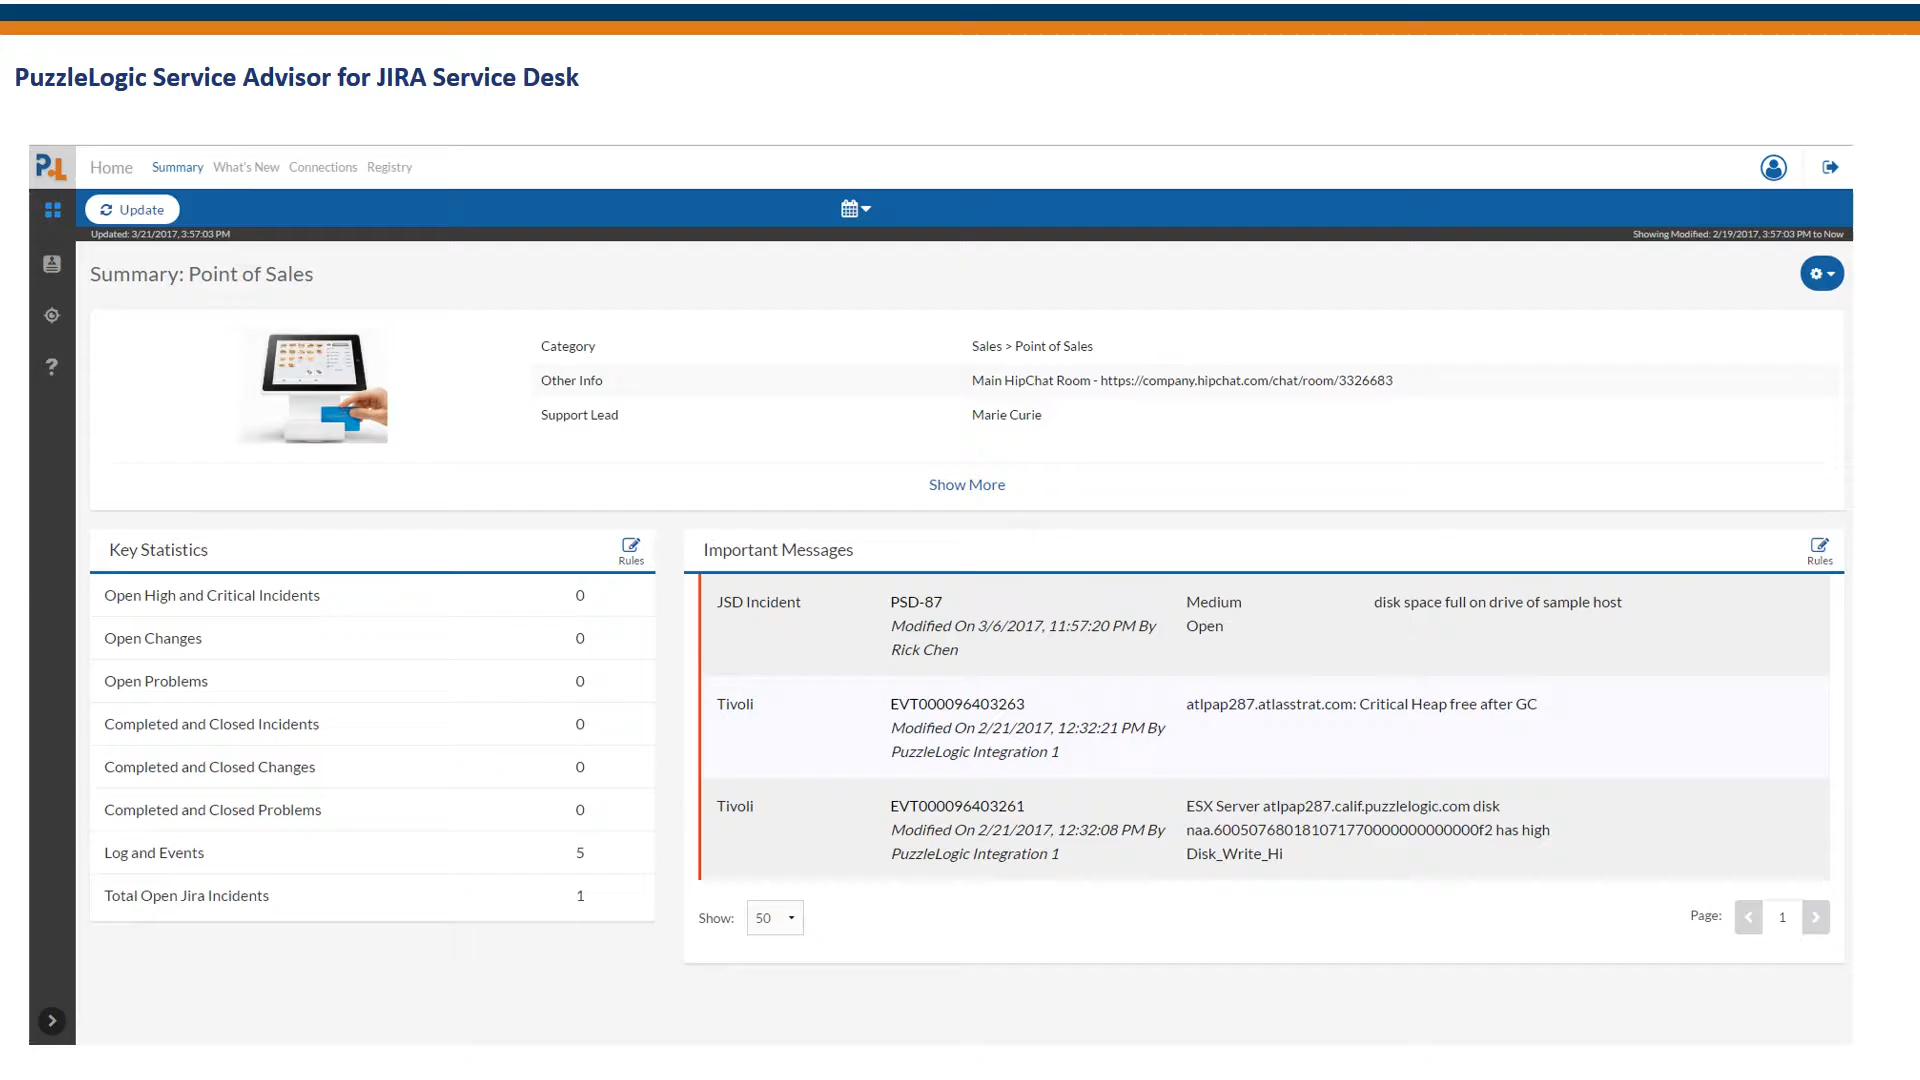 PuzzleLogic Service Advisor for JIRA Service Desk
Home Summary What's New Connections Registry
Update
Updated: 3/21/2017, 3:57:03 PM
Showing Modified: 2/19/2017, 3:57:03 PM to Now
Summary: Point of Sales
Category Sales > Point of Sales
Other Info Main HipChat Room - https://company.hipchat.com/chat/room/3326683
Support Lead Marie Curie
Show More
Key Statistics
Rules
Open High and Critical Incidents 0
Open Changes 0
Open Problems 0
Completed and Closed Incidents 0
Completed and Closed Changes 0
Completed and Closed Problems 0
Log and Events 5
Total Open Jira Incidents 1
Important Messages
Rules
JSD Incident PSD-87 Medium disk space full on drive of sample host
Modified On 3/6/2017, 11:57:20 PM By Open
Rick Chen
Tivoli EVT000096403263 atlpap287.atlasstrat.com: Critical Heap free after GC
Modified On 2/21/2017, 12:32:21 PM By
PuzzleLogic Integration 1
Tivoli EVT000096403261 ESX Server atlpap287.calif.puzzlelogic.com disk
Modified On 2/21/2017, 12:32:08 PM By naa.600507680181071770000000000000f2 has high
PuzzleLogic Integration 1 Disk_Write_Hi
Show: 50
Page: 1